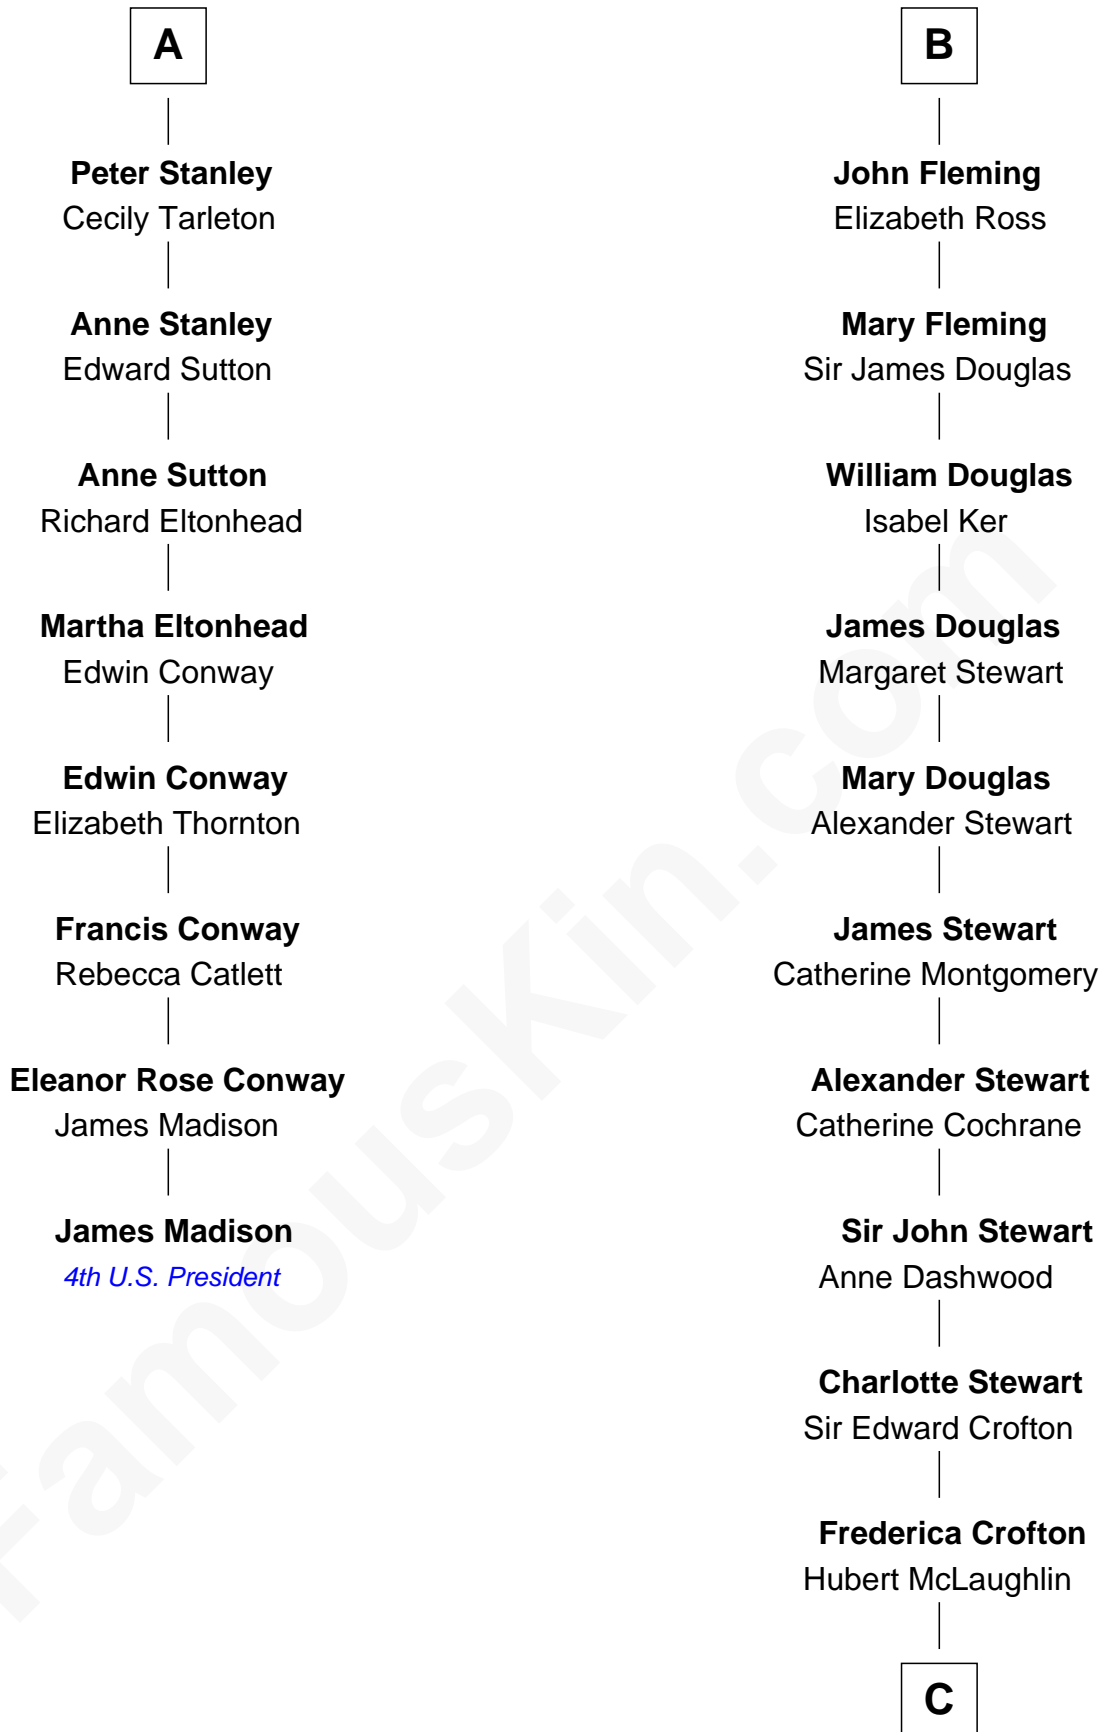 A
Peter Stanley
Cecily Tarleton
Anne Stanley
Edward Sutton
Anne Sutton
Richard Eltonhead
Martha Eltonhead
Edwin Conway
Edwin Conway
Elizabeth Thornton
Francis Conway
Rebecca Catlett
Eleanor Rose Conway
James Madison
James Madison
4th U.S. President
B
John Fleming
Elizabeth Ross
Mary Fleming
Sir James Douglas
William Douglas
Isabel Ker
James Douglas
Margaret Stewart
Mary Douglas
Alexander Stewart
James Stewart
Catherine Montgomery
Alexander Stewart
Catherine Cochrane
Sir John Stewart
Anne Dashwood
Charlotte Stewart
Sir Edward Crofton
Frederica Crofton
Hubert McLaughlin
C
FamousKin.com